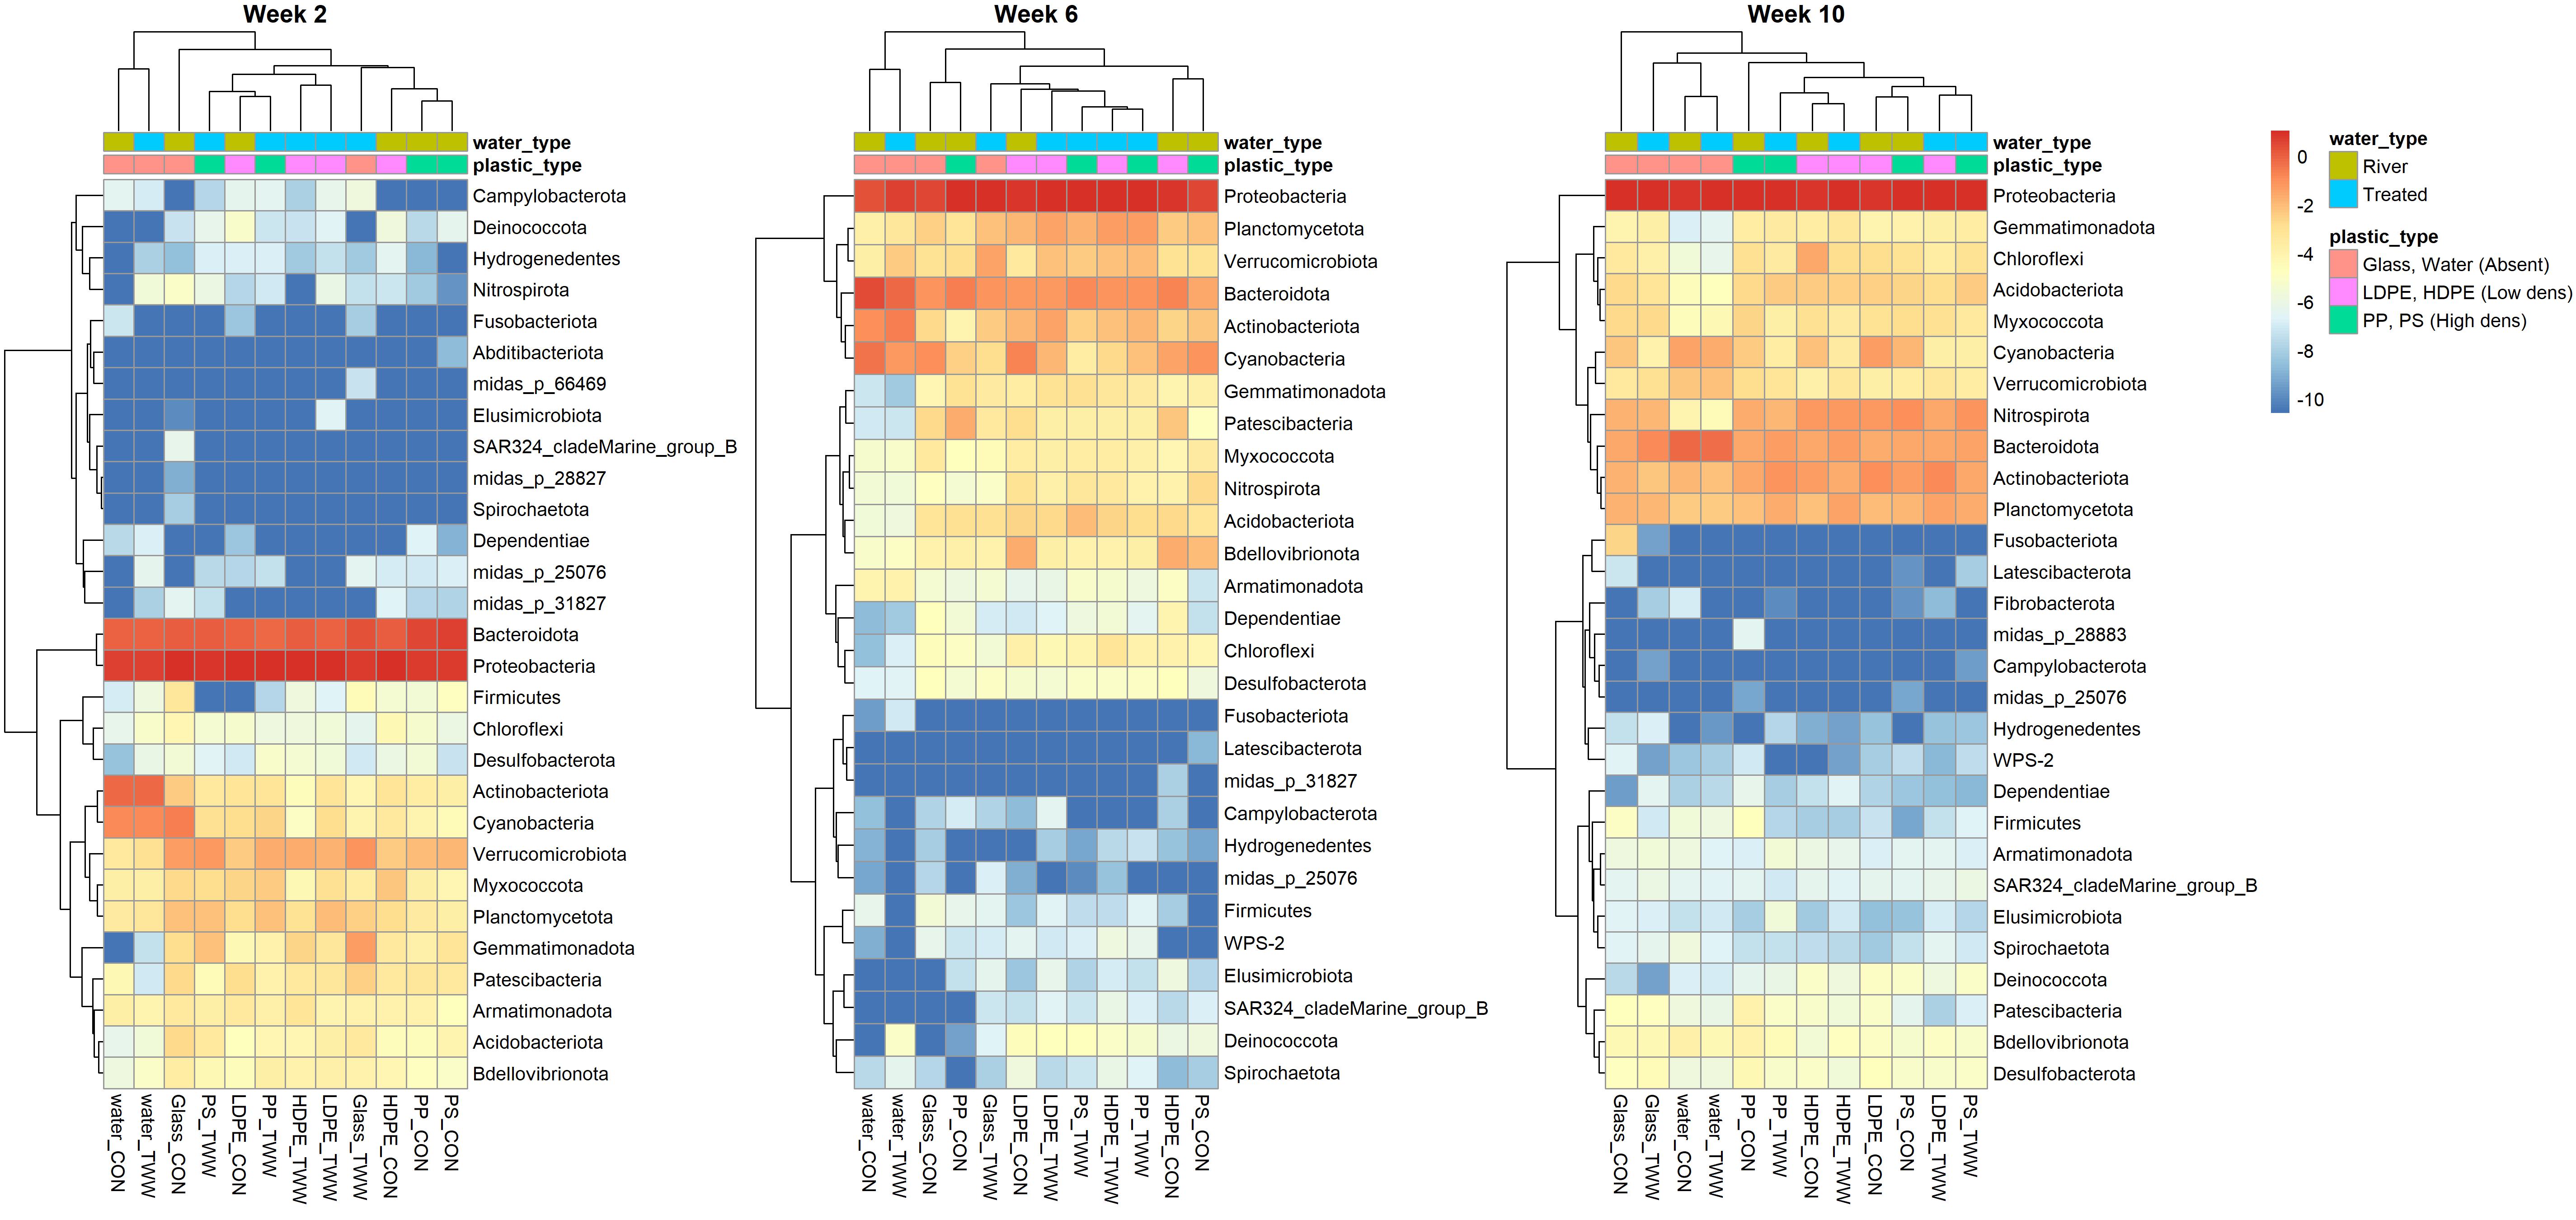 Week 2
water_type
plastic_type
Campylobacterota
Deinococcota
Hydrogenedentes
Nitrospirota
Fusobacteriota
Abditibacteriota
midas_p_66469
Elusimicrobiota
SAR324_cladeMarine_group_B
midas_p_28827
Spirochaetota
Dependentiae
midas_p_25076
midas_p_31827
Bacteroidota
Proteobacteria
Firmicutes
Chloroflexi
Desulfobacterota
Actinobacteriota
Cyanobacteria
Verrucomicrobiota
Myxococcota
Planctomycetota
Gemmatimonadota
Patescibacteria
Armatimonadota
Acidobacteriota
Bdellovibrionota
water_CON
water_TWW
Glass_CON
PS_TWW
LDPE_CON
PP_TWW
HDPE_TWW
LDPE_TWW
Glass_TWW
HDPE_CON
PP_CON
PS_CON
Week 6
water_type
plastic_type
Proteobacteria
Planctomycetota
Verrucomicrobiota
Bacteroidota
Actinobacteriota
Cyanobacteria
Gemmatimonadota
Patescibacteria
Myxococcota
Nitrospirota
Acidobacteriota
Bdellovibrionota
Armatimonadota
Dependentiae
Chloroflexi
Desulfobacterota
Fusobacteriota
Latescibacterota
midas_p_31827
Campylobacterota
Hydrogenedentes
midas_p_25076
Firmicutes
WPS-2
Elusimicrobiota
SAR324_cladeMarine_group_B
Deinococcota
Spirochaetota
water_CON
water_TWW
Glass_CON
PP_CON
Glass_TWW
LDPE_CON
LDPE_TWW
PS_TWW
HDPE_TWW
PP_TWW
HDPE_CON
PS_CON
Week 10
water_type
plastic_type
Proteobacteria
Gemmatimonadota
Chloroflexi
Acidobacteriota
Myxococcota
Cyanobacteria
Verrucomicrobiota
Nitrospirota
Bacteroidota
Actinobacteriota
Planctomycetota
Fusobacteriota
Latescibacterota
Fibrobacterota
midas_p_28883
Campylobacterota
midas_p_25076
Hydrogenedentes
WPS-2
Dependentiae
Firmicutes
Armatimonadota
SAR324_cladeMarine_group_B
Elusimicrobiota
Spirochaetota
Deinococcota
Patescibacteria
Bdellovibrionota
Desulfobacterota
Glass_CON
Glass_TWW
water_CON
water_TWW
PP_CON
PP_TWW
HDPE_CON
HDPE_TWW
LDPE_CON
PS_CON
LDPE_TWW
PS_TWW
0
-2
-4
-6
-8
-10
water_type
River
Treated
plastic_type
Glass, Water (Absent)
LDPE, HDPE (Low dens)
PP, PS (High dens)